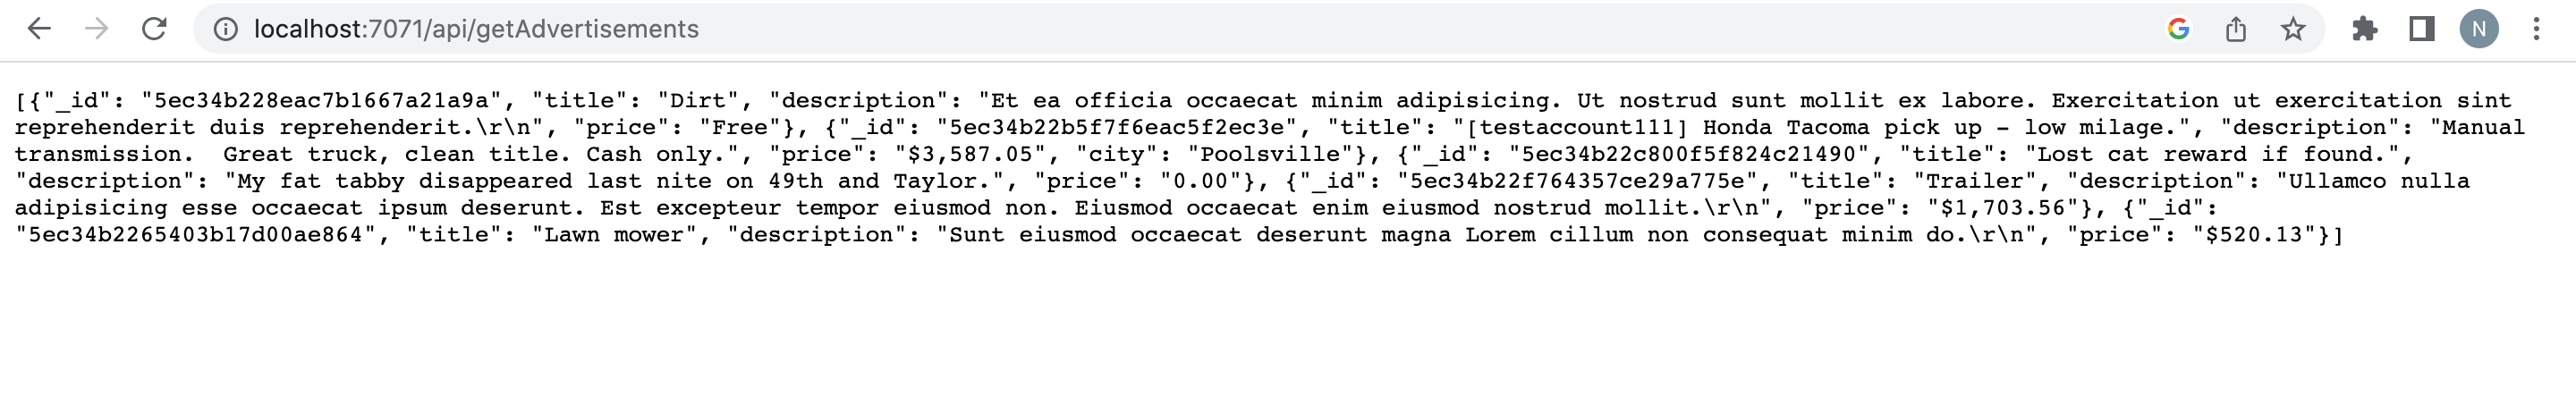 localhost:7071/api/getAdvertisements
N
[{"_id": "5ec34b228eac7b1667a21a9a", "title": "Dirt", "description": "Et ea officia occaecat minim adipisicing. Ut nostrud sunt mollit ex labore. Exercitation ut exercitation sint
reprehenderit duis reprehenderit.\r\n", "price": "Free"}, {"_id": "5ec34b22b5f7f6eac5f2ec3e", "title": "[testaccount111] Honda Tacoma pick up – low milage.", "description": "Manual
transmission.  Great truck, clean title. Cash only.", "price": "$3,587.05", "city": "Poolsville"}, {"_id": "5ec34b22c800f5f824c21490", "title": "Lost cat reward if found.",
"description": "My fat tabby disappeared last nite on 49th and Taylor.", "price": "0.00"}, {"_id": "5ec34b22f764357ce29a775e", "title": "Trailer", "description": "Ullamco nulla
adipisicing esse occaecat ipsum deserunt. Est excepteur tempor eiusmod non. Eiusmod occaecat enim eiusmod nostrud mollit.\r\n", "price": "$1,703.56"}, {"_id":
"5ec34b2265403b17d00ae864", "title": "Lawn mower", "description": "Sunt eiusmod occaecat deserunt magna Lorem cillum non consequat minim do.\r\n", "price": "$520.13"}]